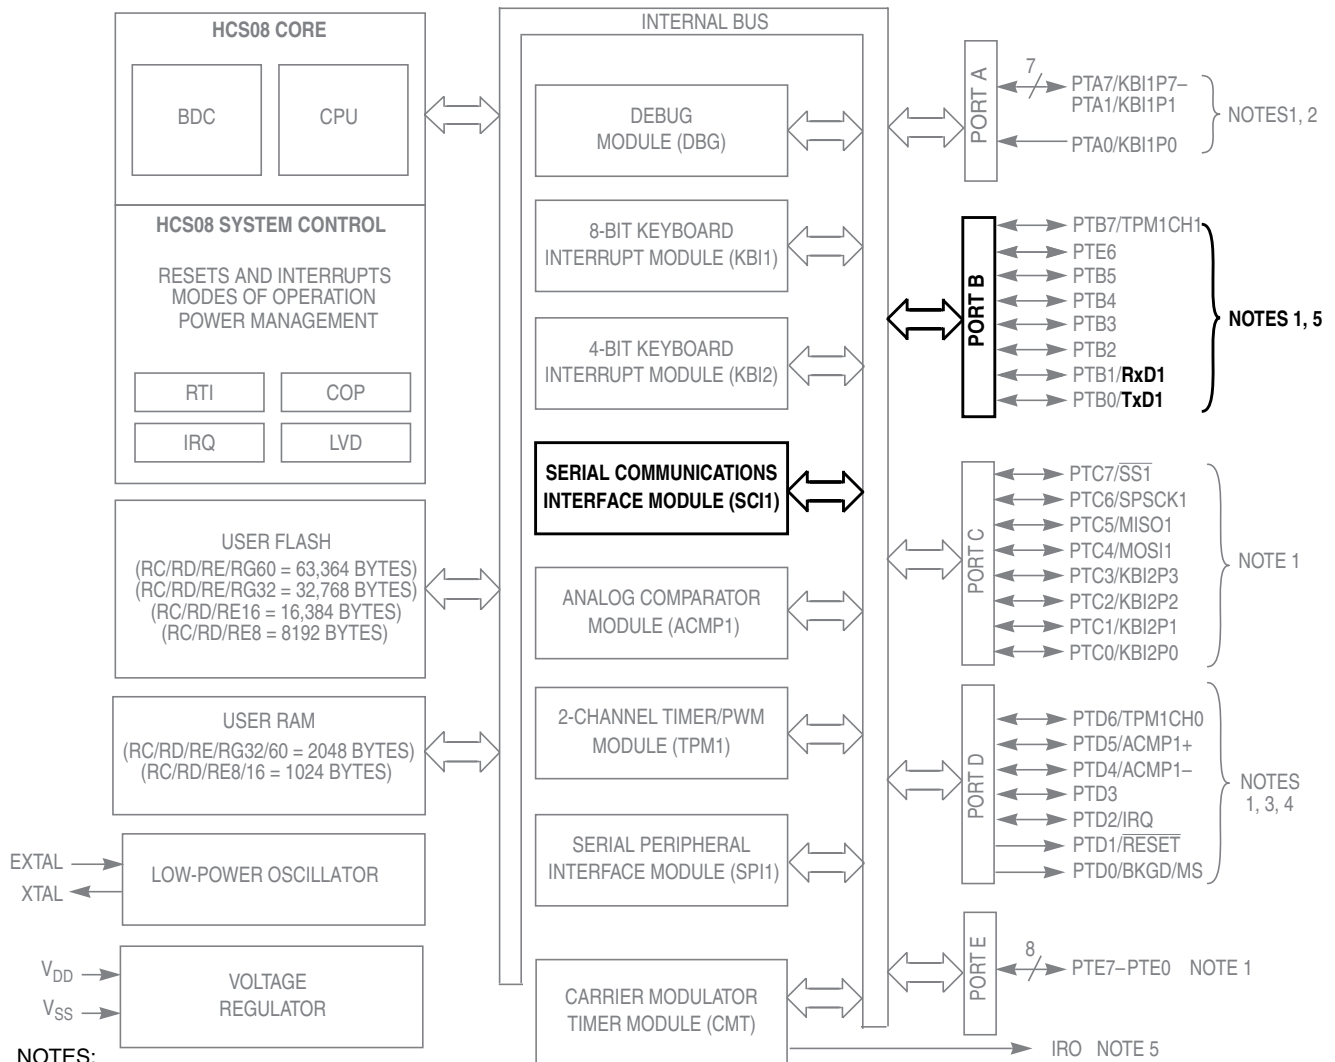 HCS08 CORE
BDC
CPU
HCS08 SYSTEM CONTROL
RESETS AND INTERRUPTS
MODES OF OPERATION
POWER MANAGEMENT
RTI
COP
IRQ
LVD
USER FLASH
(RC/RD/RE/RG60 = 63,364 BYTES)
(RC/RD/RE/RG32 = 32,768 BYTES)
(RC/RD/RE16 = 16,384 BYTES)
(RC/RD/RE8 = 8192 BYTES)
USER RAM
(RC/RD/RE/RG32/60 = 2048 BYTES)
(RC/RD/RE8/16 = 1024 BYTES)
EXTAL
XTAL
LOW-POWER OSCILLATOR
VDD
VSS
VOLTAGE
REGULATOR
NOTES:
INTERNAL BUS
DEBUG
MODULE (DBG)
8-BIT KEYBOARD
INTERRUPT MODULE (KBI1)
4-BIT KEYBOARD
INTERRUPT MODULE (KBI2)
SERIAL COMMUNICATIONS
INTERFACE MODULE (SCI1)
ANALOG COMPARATOR
MODULE (ACMP1)
2-CHANNEL TIMER/PWM
MODULE (TPM1)
SERIAL PERIPHERAL
INTERFACE MODULE (SPI1)
CARRIER MODULATOR
TIMER MODULE (CMT)
PORT A
7
PTA7/KBI1P7–
PTA1/KBI1P1
PTA0/KBI1P0
NOTES1, 2
PORT B
PTB7/TPM1CH1
PTE6
PTB5
PTB4
PTB3
PTB2
PTB1/RxD1
PTB0/TxD1
NOTES 1, 5
PORT C
PTC7/SS1
PTC6/SPSCK1
PTC5/MISO1
PTC4/MOSI1
PTC3/KBI2P3
PTC2/KBI2P2
PTC1/KBI2P1
PTC0/KBI2P0
NOTE 1
PORT D
PTD6/TPM1CH0
PTD5/ACMP1+
PTD4/ACMP1–
PTD3
PTD2/IRQ
PTD1/RESET
PTD0/BKGD/MS
NOTES
1, 3, 4
PORT E
8
PTE7–PTE0 NOTE 1
IRO NOTE 5